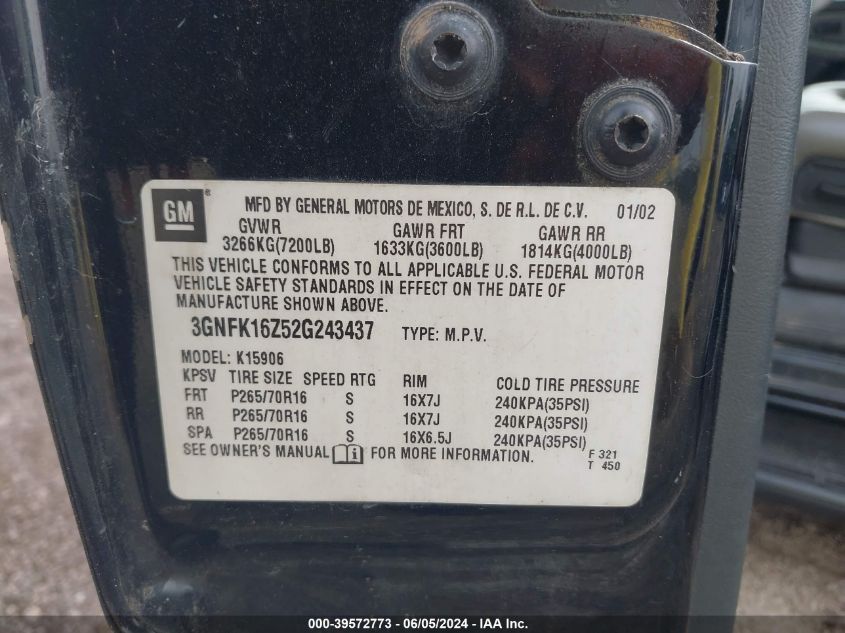 GM ® MFD BY GENERAL MOTORS DE MEXICO, S. DE R.L. DE C.V. 01/02
GVWR GAWR FRT GAWR RR
3266KG(7200LB) 1633KG(3600LB) 1814KG(4000LB)
THIS VEHICLE CONFORMS TO ALL APPLICABLE U.S. FEDERAL MOTOR
VEHICLE SAFETY STANDARDS IN EFFECT ON THE DATE OF
MANUFACTURE SHOWN ABOVE.
3GNFK16Z52G243437 TYPE: M.P.V.
MODEL: K15906
KPSV TIRE SIZE SPEED RTG RIM COLD TIRE PRESSURE
FRT P265/70R16 S 16X7J 240KPA(35PSI)
RR P265/70R16 S 16X7J 240KPA(35PSI)
SPA P265/70R16 S 16X6.5J 240KPA(35PSI)
SEE OWNER'S MANUAL i FOR MORE INFORMATION. F 321
T 450
000-39572773 - 06/05/2024 - IAA Inc.